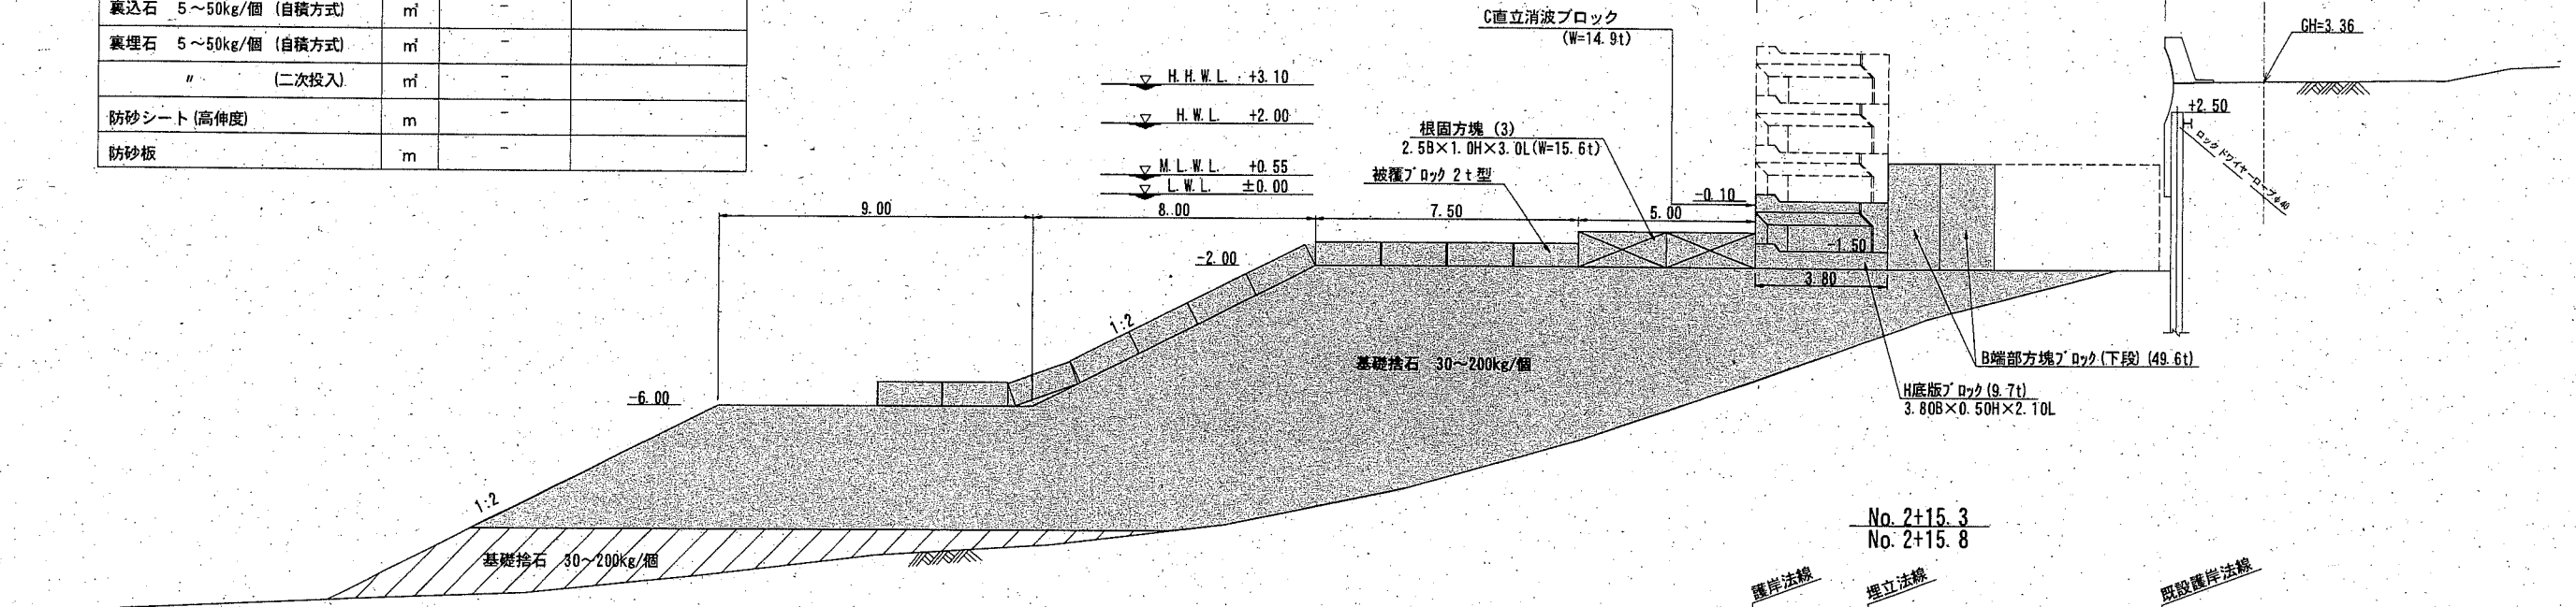 裏込石 5～50kg/個 (自積方式) ㎥ -
裏埋石 5～50kg/個 (自積方式) ㎥ -
〃 (二次投入) ㎥ -
防砂シート(高伸度) m -
防砂板 m -
C直立消波ブロック
(W=14.9t)
GH=3.36
H.H.W.L. +3.10
H.W.L. +2.00
M.L.W.L. +0.55
L.W.L. ±0.00
+2.50
ロックドワイヤーロープφ40
根固方塊 (3)
2.5B×1.0H×3.0L(W=15.6t)
被覆ブロック 2t型
-0.10
9.00
8.00
7.50
5.00
-1.50
-2.00
3.80
1:2
基礎捨石 30～200kg/個
B端部方塊ブロック(下段)(49.6t)
-6.00
H底版ブロック(9.7t)
3.80B×0.50H×2.10L
1:2
基礎捨石 30～200kg/個
No.2+15.3
No.2+15.8
護岸法線
埋立法線
既設護岸法線